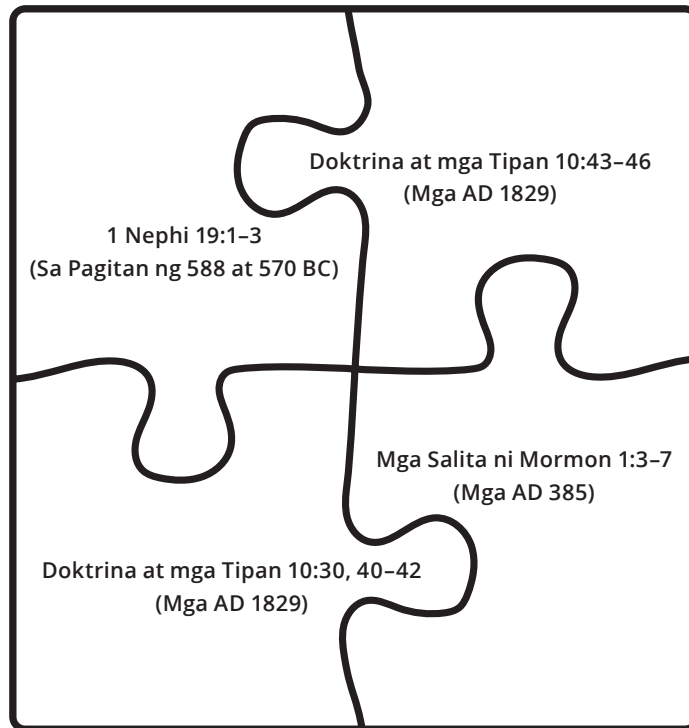 Doktrina at mga Tipan 10:43–46
(Mga AD 1829)
1 Nephi 19:1–3
(Sa Pagitan ng 588 at 570 BC)
Mga Salita ni Mormon 1:3–7
(Mga AD 385)
Doktrina at mga Tipan 10:30, 40–42
(Mga AD 1829)